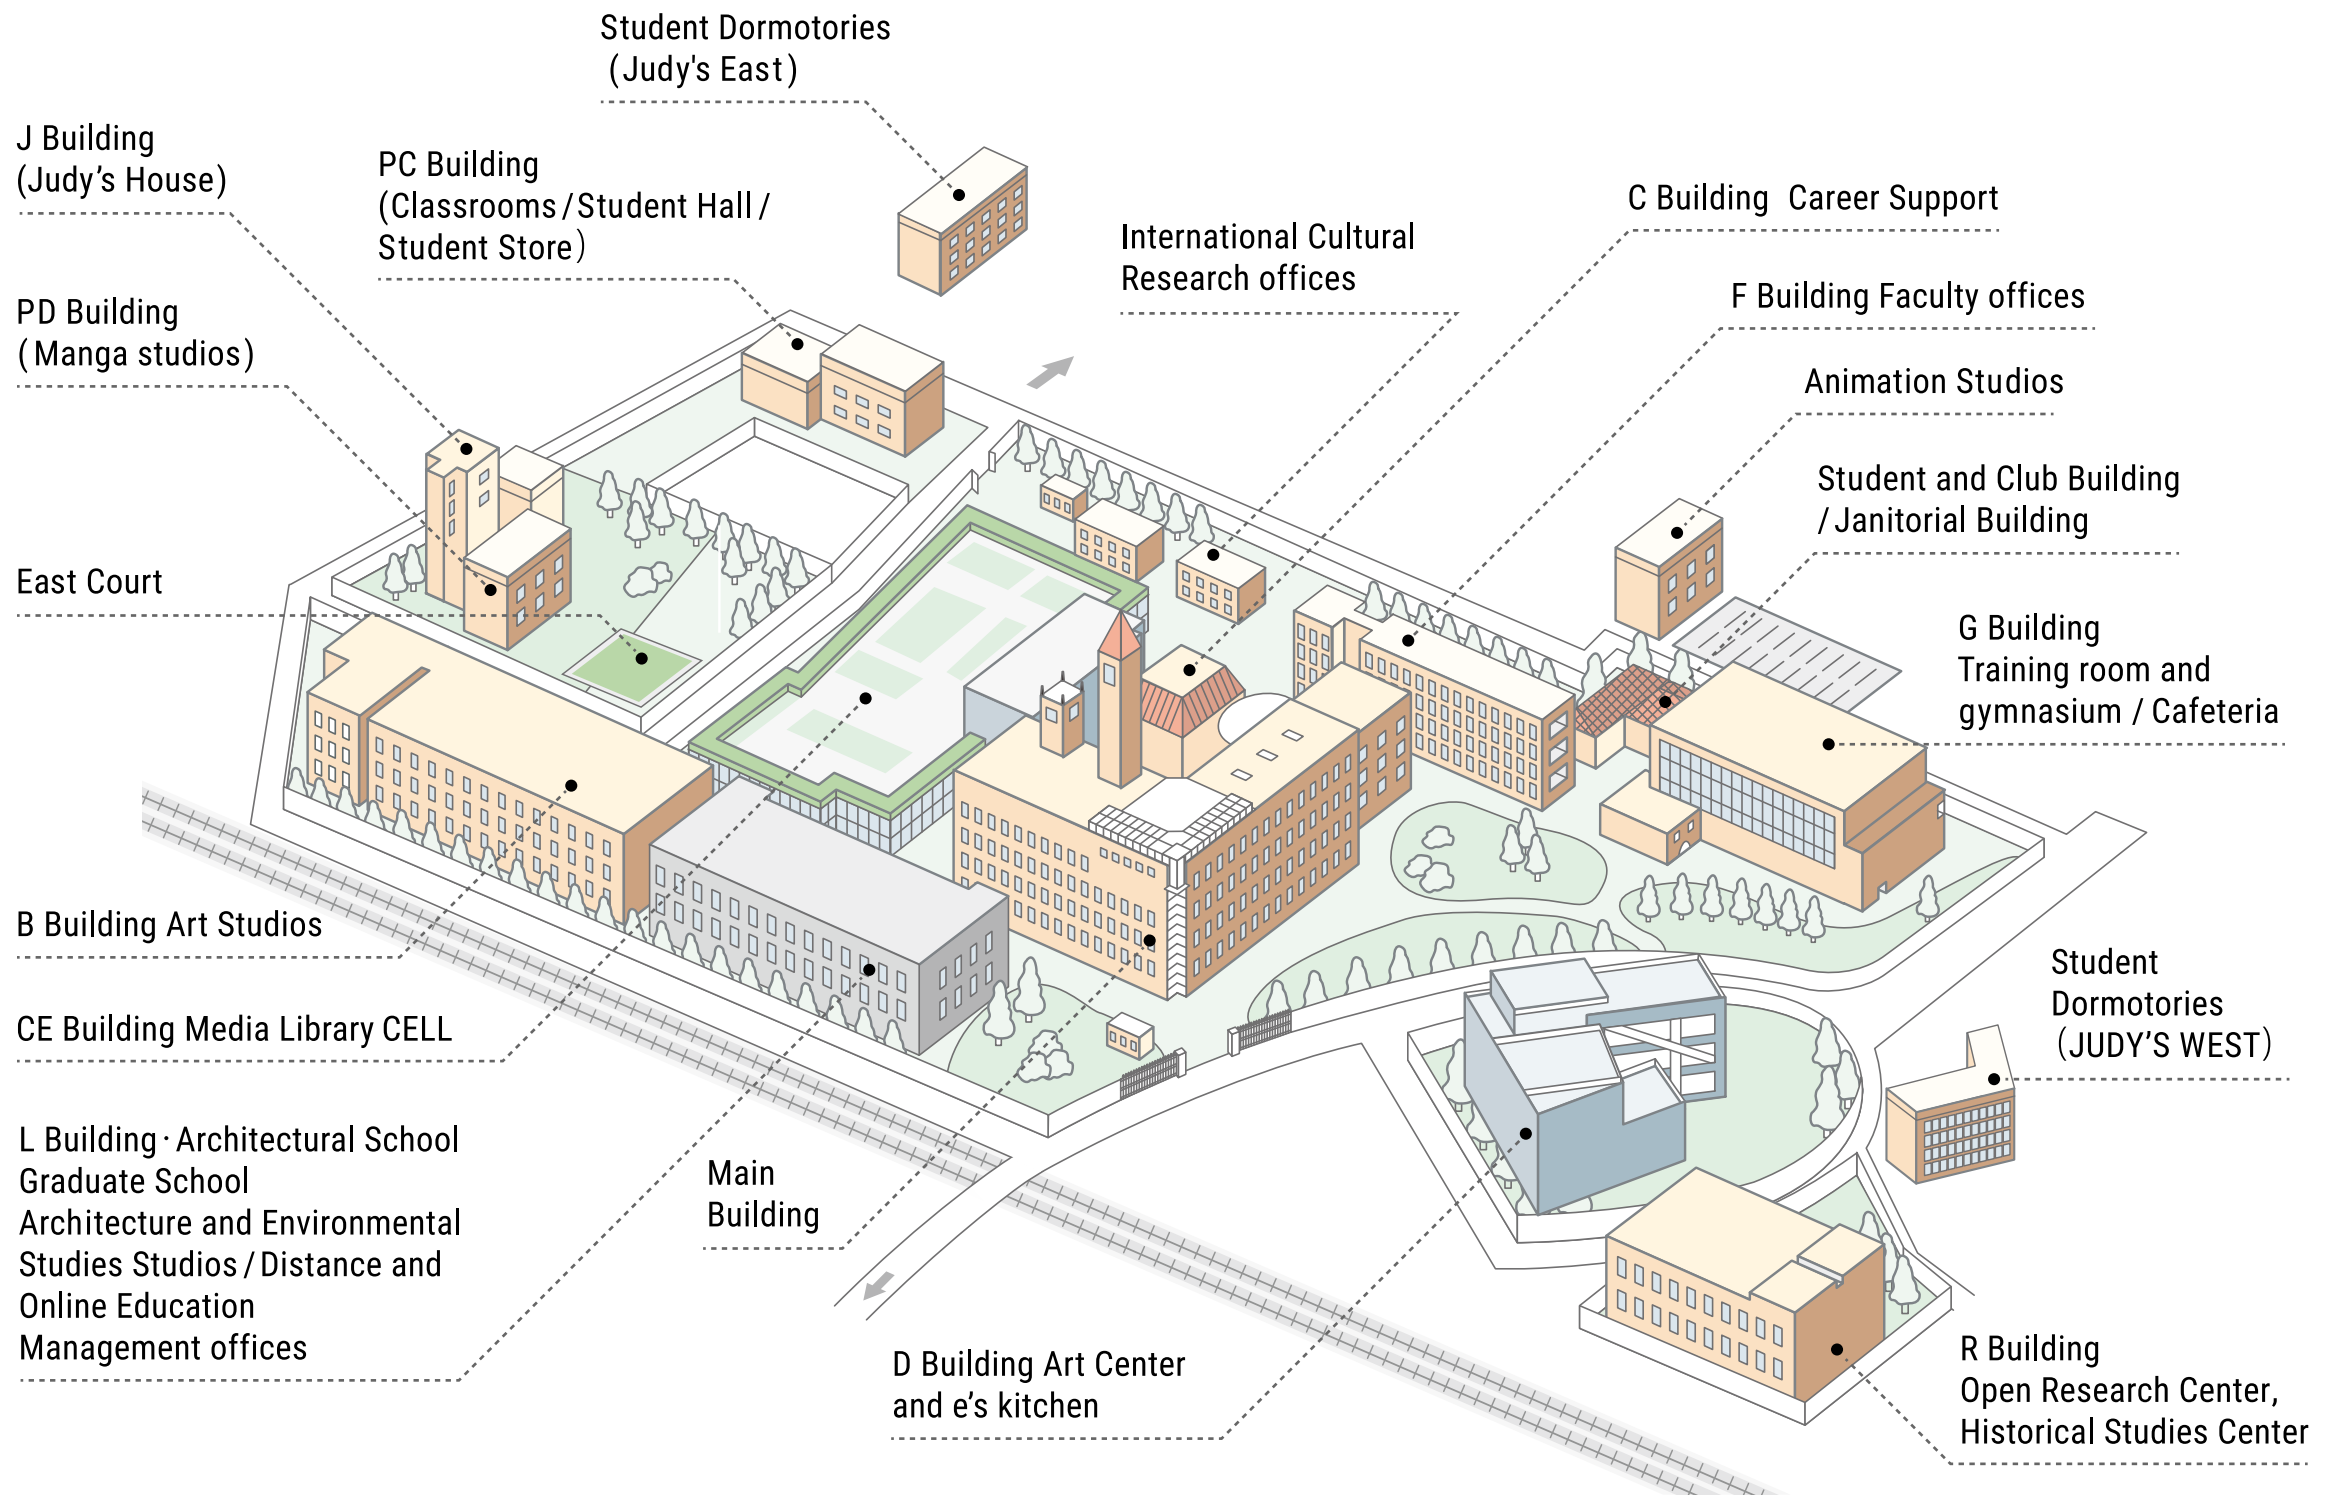 Student Dormotories
(Judy's East)
J Building
(Judy’s House)
PC Building
(Classrooms/Student Hall/
Student Store)
International Cultural
Research offices
C Building Career Support
F Building Faculty offices
PD Building
(Manga studios)
Animation Studios
Student and Club Building
/Janitorial Building
East Court
G Building
Training room and
gymnasium / Cafeteria
B Building Art Studios
CE Building Media Library CELL
Student
Dormotories
(JUDY’S WEST)
L Building·Architectural School
Graduate School
Architecture and Environmental
Studies Studios/Distance and
Online Education
Management offices
Main
Building
D Building Art Center
and e’s kitchen
R Building
Open Research Center,
Historical Studies Center